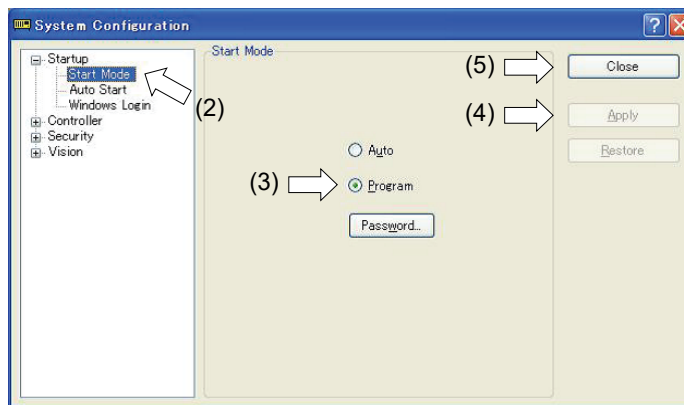 System Configuration
Startup
Start Mode
Auto Start
Windows Login
Controller
Security
Vision
(2)
Start Mode
Auto
(3)
Program
Password...
(5)
Close
(4)
Apply
Restore